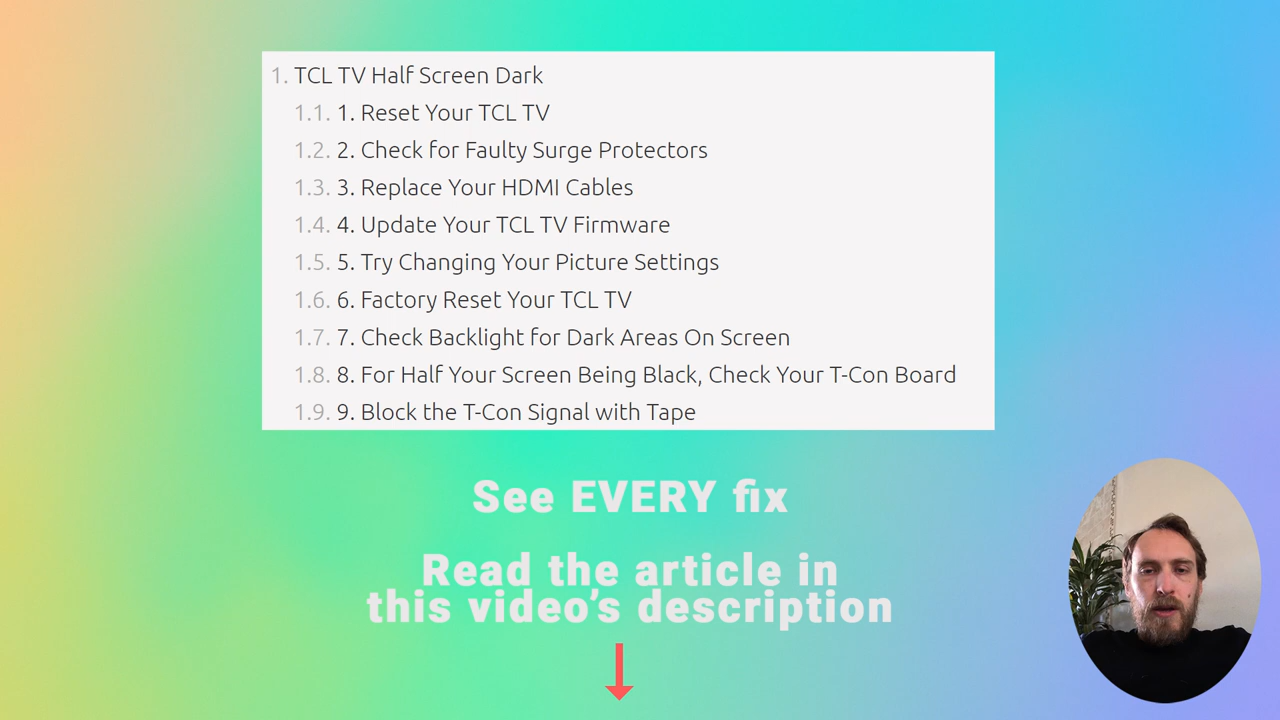 1. TCL TV Half Screen Dark
1.1. 1. Reset Your TCL TV
1.2. 2. Check for Faulty Surge Protectors
1.3. 3. Replace Your HDMI Cables
1.4. 4. Update Your TCL TV Firmware
1.5. 5. Try Changing Your Picture Settings
1.6. 6. Factory Reset Your TCL TV
1.7. 7. Check Backlight for Dark Areas On Screen
1.8. 8. For Half Your Screen Being Black, Check Your T-Con Board
1.9. 9. Block the T-Con Signal with Tape
See EVERY fix
Read the article in
this video's description